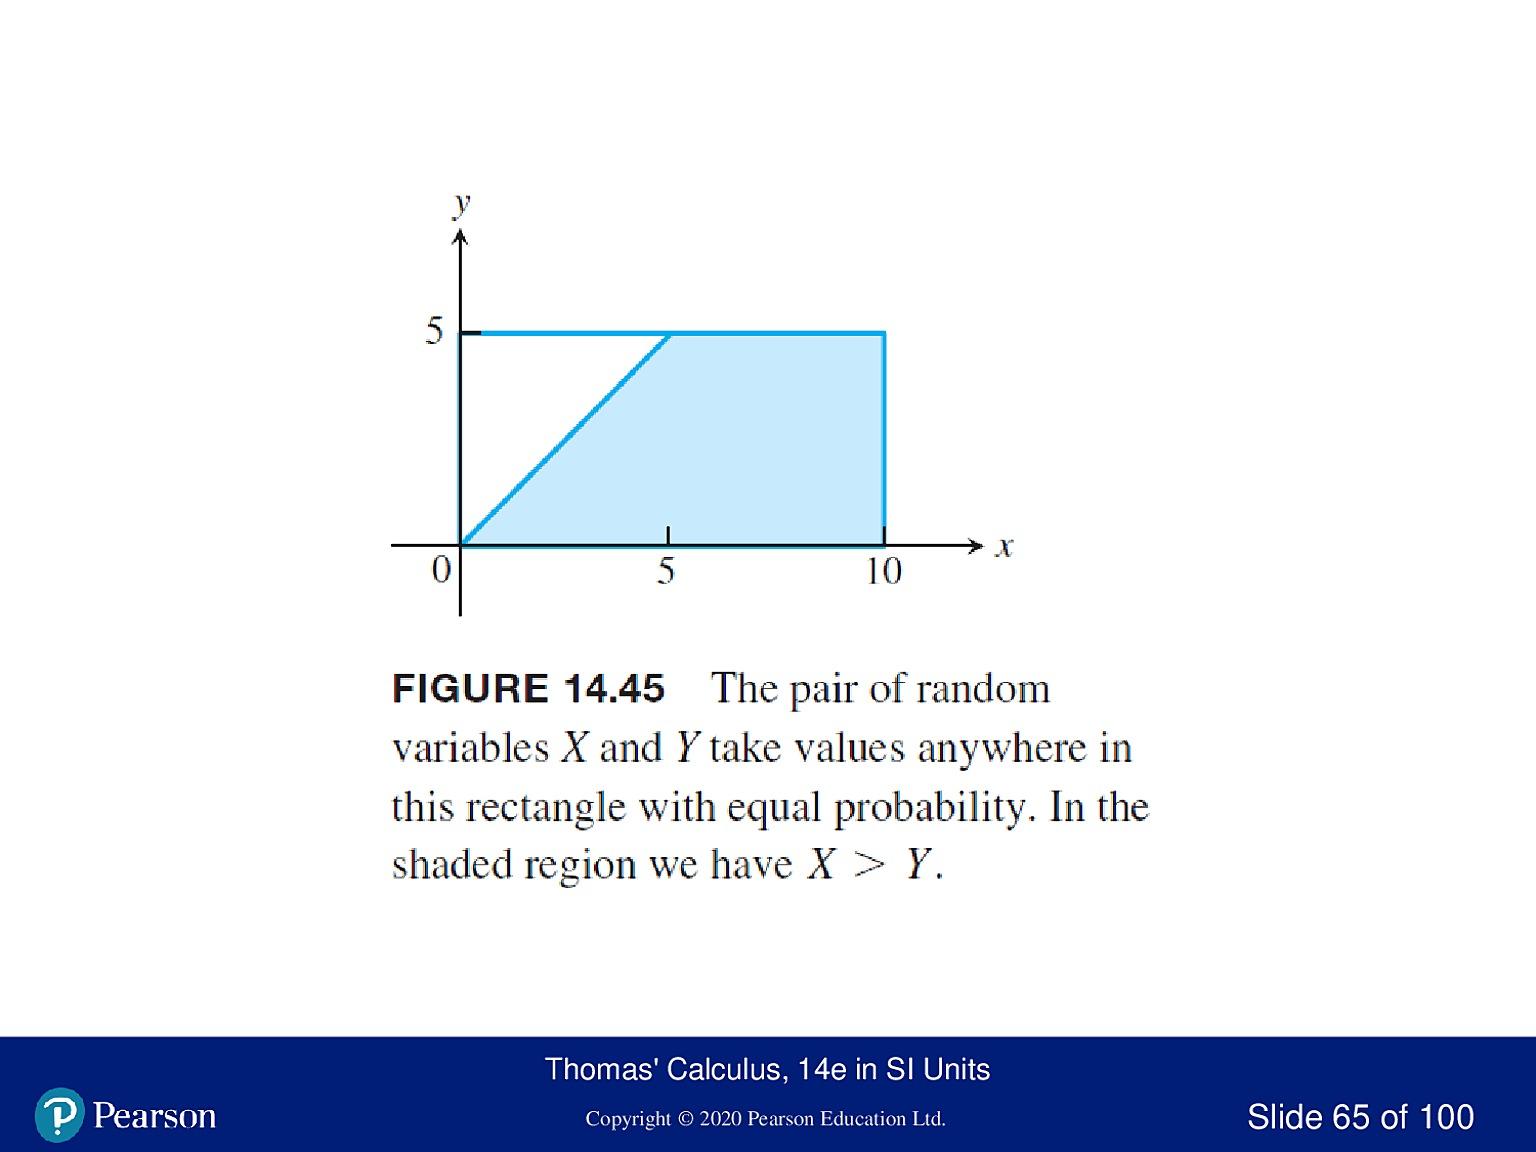 y
5
x
0
5
10
FIGURE 14.45 The pair of random
variables X and Y take values anywhere in
this rectangle with equal probability. In the
shaded region we have X > Y.
Thomas' Calculus, 14e in SI Units
Pearson
Copyright © 2020 Pearson Education Ltd.
Slide 65 of 100